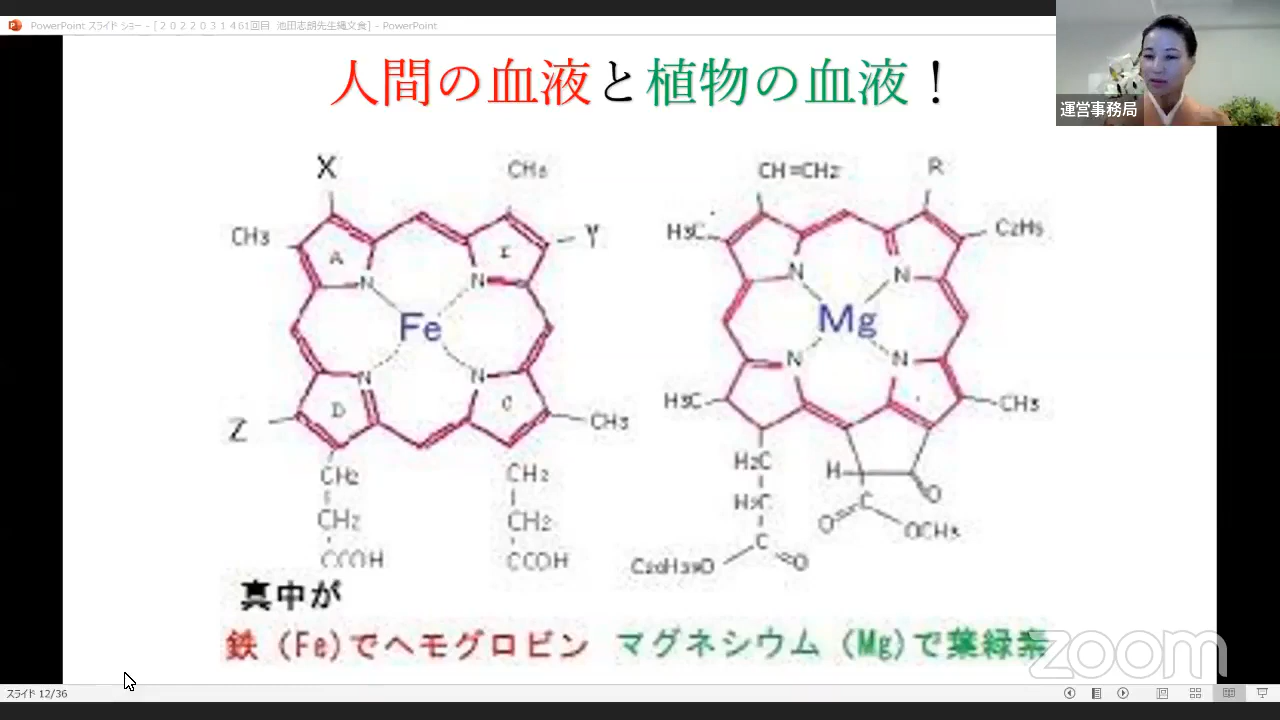 PowerPoint スライド ショー - [２０２２０３１４61回目 池田志朗先生縄文食] - PowerPoint
人間の血液と植物の血液！
運営事務局
X
CH3
CH3
Y
A
N
N
Fe
N
N
D
C
Z
CH3
CH2
CH2
CH2
CH2
COOH
COOH
CH=CH2
R
H3C
C2H5
N
N
Mg
N
N
H3C
CH3
H2C
H
H2C
O
C
O
OCH3
C
C20H39O
O
真中が
鉄（Fe)でヘモグロビン
マグネシウム（Mg)で葉緑素
zoom
スライド 12/36